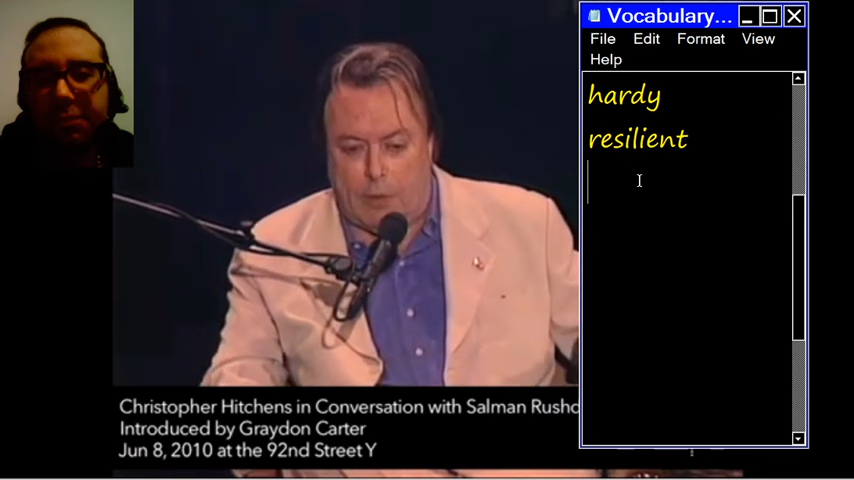 Vocabulary...
File Edit Format View
Help
hardy
resilient
Christopher Hitchens in Conversation with Salman
Introduced by Graydon Carter
Jun 8, 2010 at the 92nd Street Y